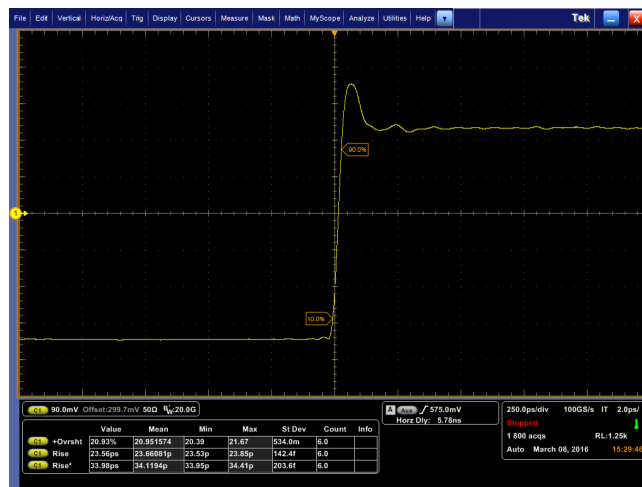 File Edit Vertical Horiz/Acq Trig Display Cursors Measure Mask Math MyScope Analyze Utilities Help Tek X
90.0%
1
10.0%
C1 90.0mV Offset:299.7mV 50Ω BW:20.0G
A Aux 575.0mV
Horz Dly: 5.78ns
250.0ps/div 100GS/s IT 2.0ps/
Stopped
1 800 acqs RL:1.25k
Auto March 08, 2016 15:29:46
Value Mean Min Max St Dev Count Info
C1 +Ovrsht 20.93% 20.951574 20.39 21.67 534.0m 6.0
C1 Rise 23.56ps 23.66081p 23.53p 23.85p 142.4f 6.0
C1 Rise* 33.98ps 34.1194p 33.95p 34.41p 203.6f 6.0